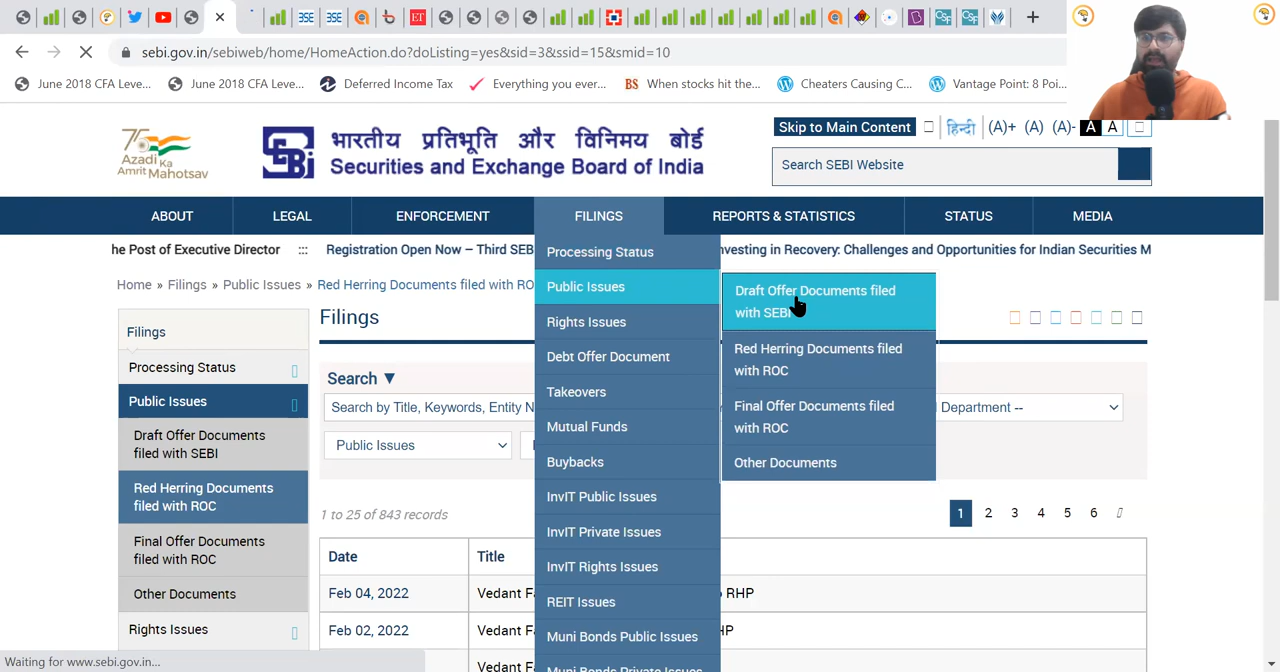 sebi.gov.in/sebiweb/home/HomeAction.do?doListing=yes&sid=3&ssid=15&smid=10
June 2018 CFA Leve...
June 2018 CFA Leve...
Deferred Income Tax
Everything you ever...
BS When stocks hit the...
Cheaters Causing C...
Vantage Point: 8 Poi...
75
Azadi Ka
Amrit Mahotsav
SEBI
भारतीय प्रतिभूति और विनिमय बोर्ड
Securities and Exchange Board of India
Skip to Main Content
हिन्दी
(A)+ (A) (A)- A A
Search SEBI Website
ABOUT
LEGAL
ENFORCEMENT
FILINGS
REPORTS & STATISTICS
STATUS
MEDIA
he Post of Executive Director ::: Registration Open Now – Third SEB
nvesting in Recovery: Challenges and Opportunities for Indian Securities M
Home » Filings » Public Issues » Red Herring Documents filed with RO
Filings
Processing Status
Public Issues
Draft Offer Documents
filed with SEBI
Red Herring Documents
filed with ROC
Final Offer Documents
filed with ROC
Other Documents
Rights Issues
Filings
Search ▼
Search by Title, Keywords, Entity N
Department --
Public Issues
1 to 25 of 843 records
1 2 3 4 5 6
Date Title
Feb 04, 2022 Vedant F RHP
Feb 02, 2022 Vedant F HP
Vedant F
Processing Status
Public Issues
Rights Issues
Debt Offer Document
Takeovers
Mutual Funds
Buybacks
InvIT Public Issues
InvIT Private Issues
InvIT Rights Issues
REIT Issues
Muni Bonds Public Issues
Muni Bonds Private Issues
Draft Offer Documents filed
with SEBI
Red Herring Documents filed
with ROC
Final Offer Documents filed
with ROC
Other Documents
Waiting for www.sebi.gov.in...